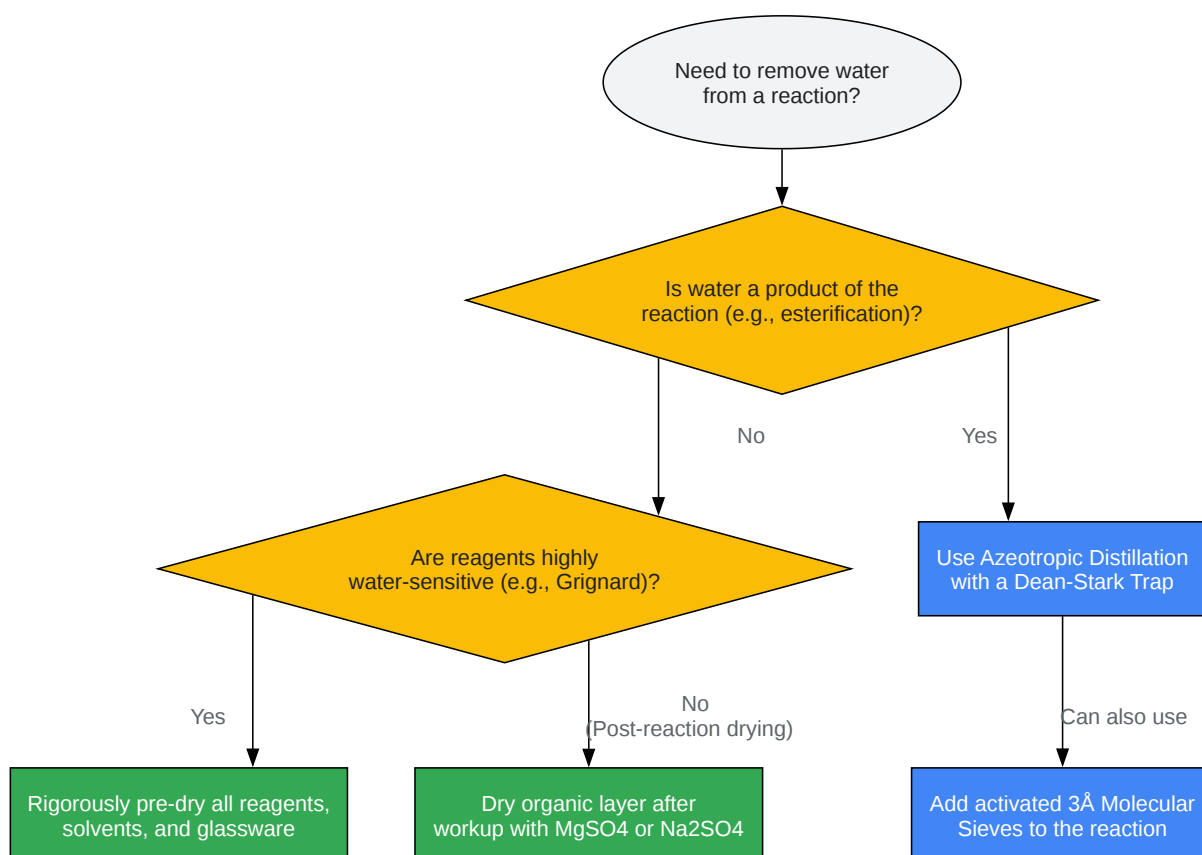 Need to remove water
from a reaction?
Is water a product of the
reaction (e.g., esterification)?
No
Yes
Are reagents highly
water-sensitive (e.g., Grignard)?
Use Azeotropic Distillation
with a Dean-Stark Trap
Yes
No
(Post-reaction drying)
Can also use
Rigorously pre-dry all reagents,
solvents, and glassware
Dry organic layer after
workup with MgSO4 or Na2SO4
Add activated 3Å Molecular
Sieves to the reaction